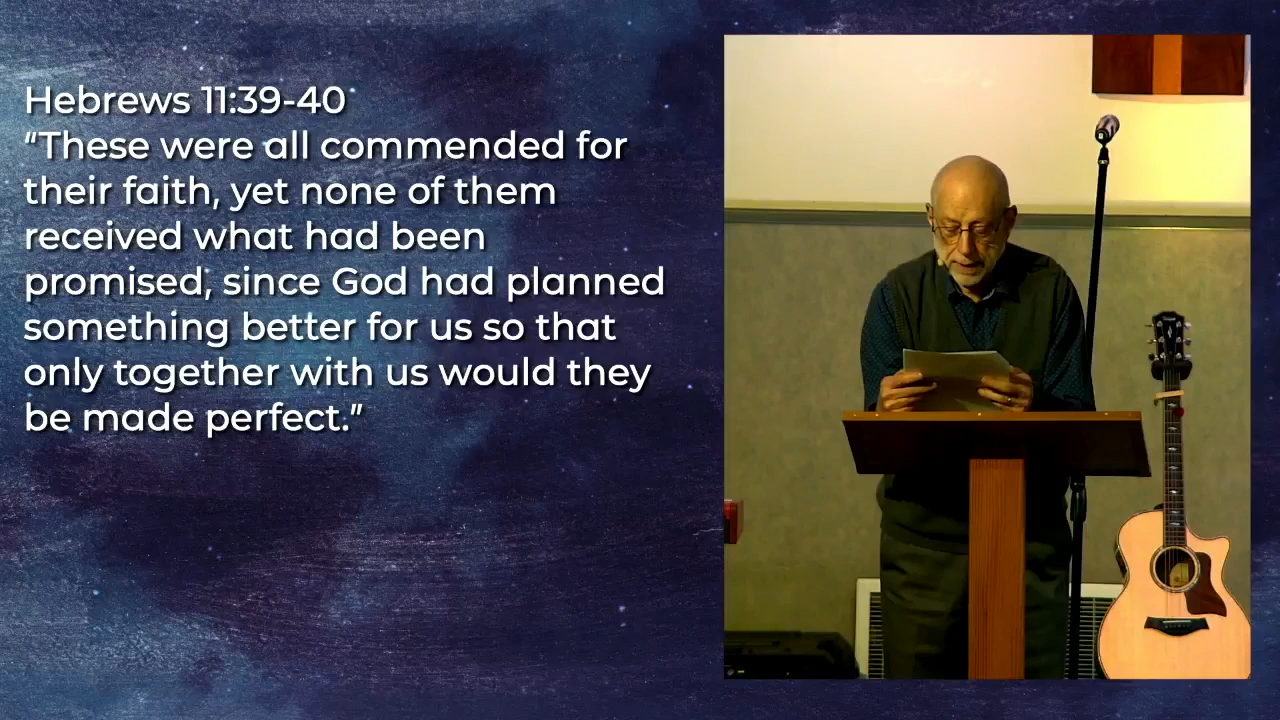 Hebrews 11:39-40
“These were all commended for
their faith, yet none of them
received what had been
promised, since God had planned
something better for us so that
only together with us would they
be made perfect.”